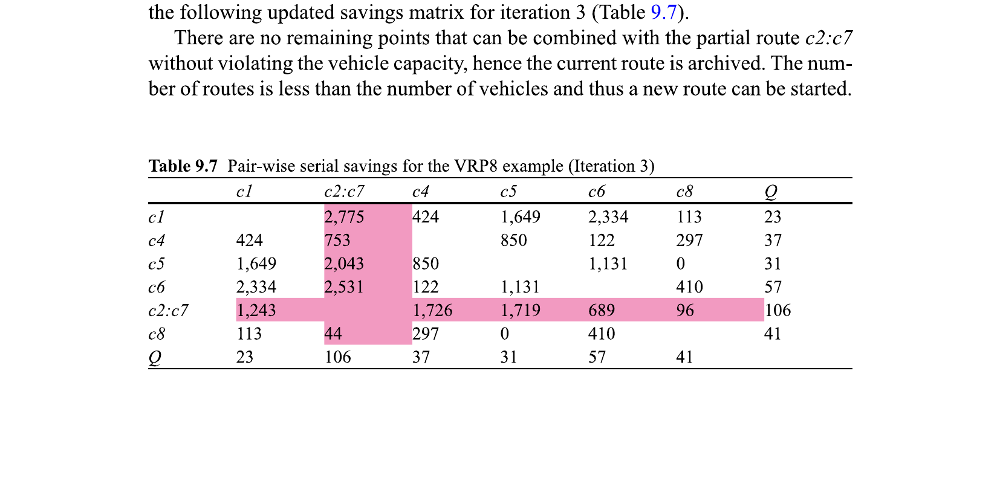 the following updated savings matrix for iteration 3 (Table 9.7).
There are no remaining points that can be combined with the partial route c2:c7
without violating the vehicle capacity, hence the current route is archived. The num-
ber of routes is less than the number of vehicles and thus a new route can be started.
Table 9.7 Pair-wise serial savings for the VRP8 example (Iteration 3)
c1 c2:c7 c4 c5 c6 c8 Q
c1 2,775 424 1,649 2,334 113 23
c4 424 753 850 122 297 37
c5 1,649 2,043 850 1,131 0 31
c6 2,334 2,531 122 1,131 410 57
c2:c7 1,243 1,726 1,719 689 96 106
c8 113 44 297 0 410 41
Q 23 106 37 31 57 41